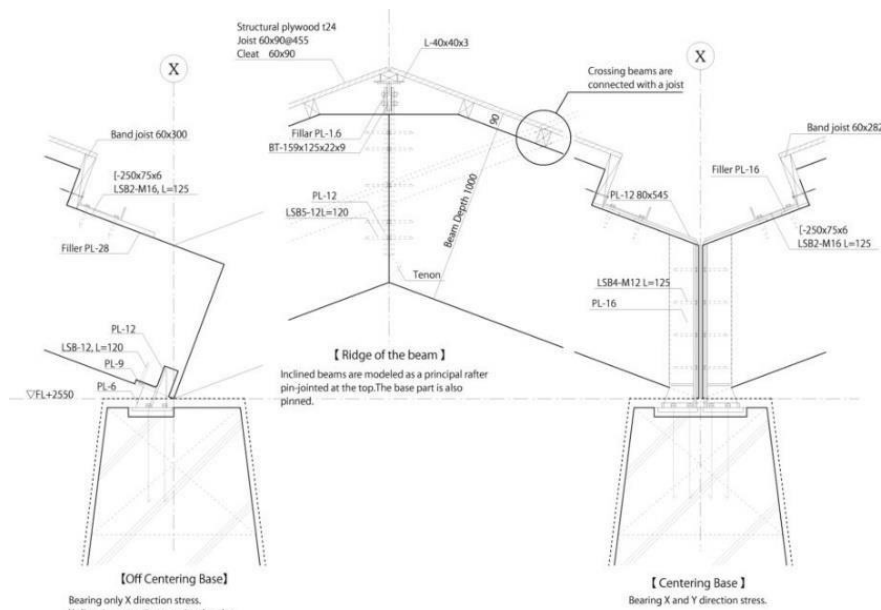 Structural plywood t24
Joist 60x90@455
Cleat 60x90
L-40x40x3
X
X
Crossing beams are
connected with a joist
Band joist 60x300
[-250x75x6
LSB2-M16, L=125
Filler PL-28
PL-12
LSB-12, L=120
PL-9
PL-6
▽FL+2550
Fillar PL-1.6
BT-159x125x22x9
PL-12
LSB5-12L=120
90
Beam Depth 1000
Tenon
【 Ridge of the beam 】
Inclined beams are modeled as a principal rafter
pin-jointed at the top.The base part is also
pinned.
Band joist 60x282
Filler PL-16
PL-12 80x545
[-250x75x6
LSB2-M16 L=125
LSB4-M12 L=125
PL-16
【Off Centering Base】
Bearing only X direction stress.
【 Centering Base 】
Bearing X and Y direction stress.